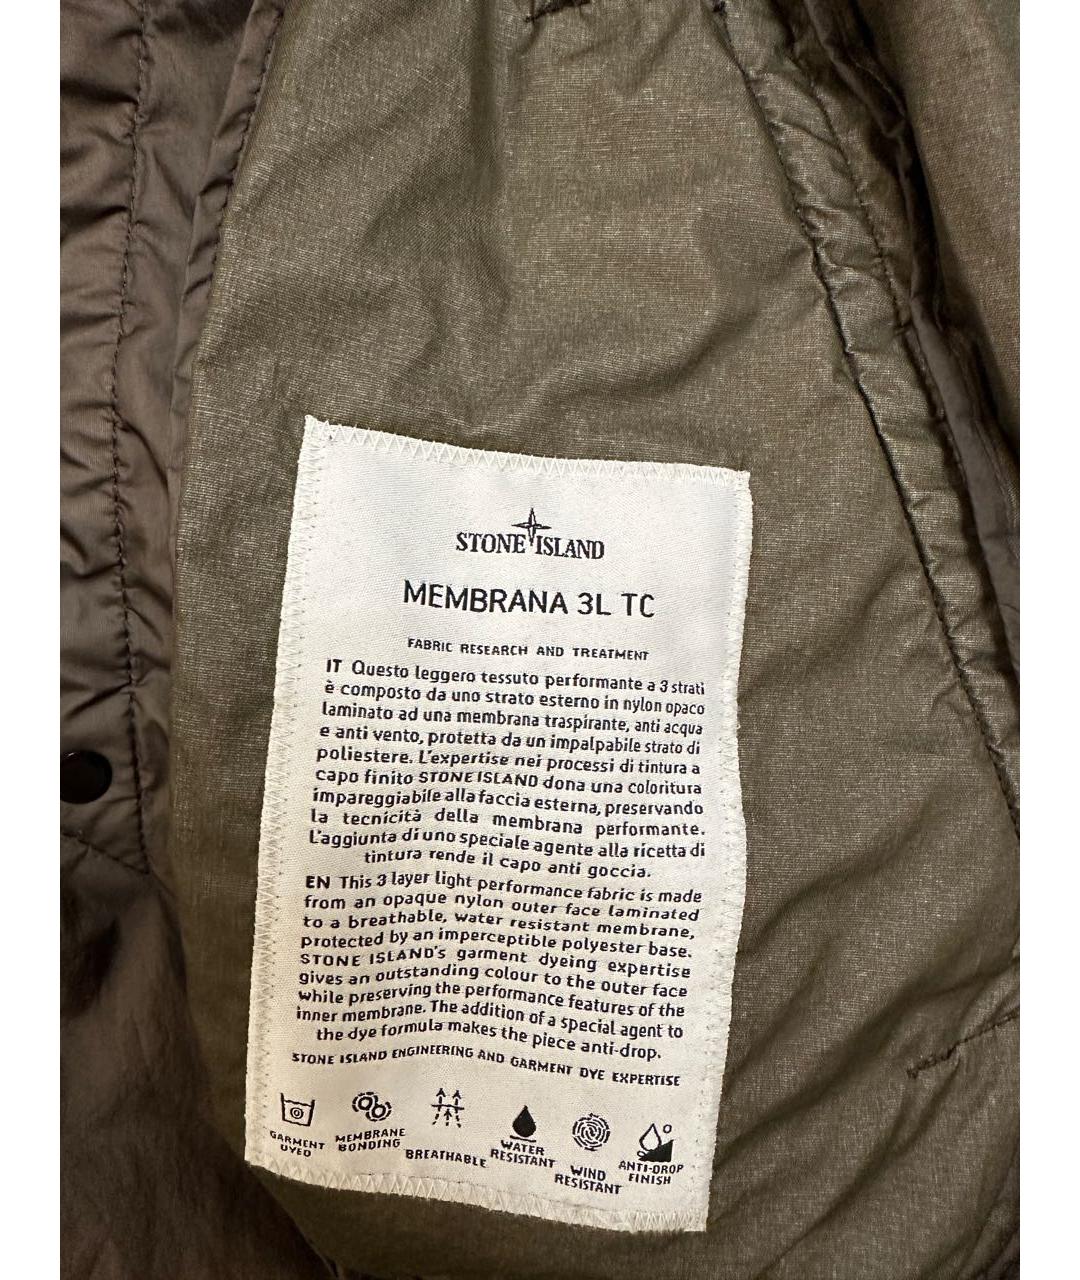 STONE ISLAND
MEMBRANA 3L TC
FABRIC RESEARCH AND TREATMENT
IT Questo leggero tessuto performante a 3 strati
è composto da uno strato esterno in nylon opaco
laminato ad una membrana traspirante, anti acqua
e anti vento, protetta da un impalpabile strato di
poliestere. L'expertise nei processi di tintura a
capo finito STONE ISLAND dona una coloritura
impareggiabile alla faccia esterna, preservando
la tecnicità della membrana performante.
L'aggiunta di uno speciale agente alla ricetta di
tintura rende il capo anti goccia.
EN This 3 layer light performance fabric is made
from an opaque nylon outer face laminated
to a breathable, water resistant membrane,
protected by an imperceptible polyester base.
STONE ISLAND's garment dyeing expertise
gives an outstanding colour to the outer face
while preserving the performance features of the
inner membrane. The addition of a special agent to
the dye formula makes the piece anti-drop.
STONE ISLAND ENGINEERING AND GARMENT DYE EXPERTISE
GARMENT
DYED
MEMBRANE
BONDING
BREATHABLE
WATER
RESISTANT
WIND
RESISTANT
ANTI-DROP
FINISH